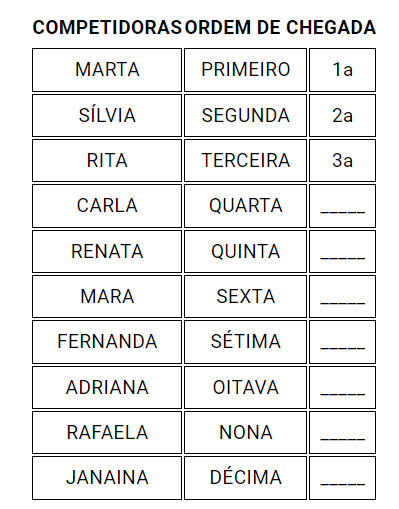 COMPETIDORAS ORDEM DE CHEGADA
MARTA PRIMEIRO 1a
SÍLVIA SEGUNDA 2a
RITA TERCEIRA 3a
CARLA QUARTA _____
RENATA QUINTA _____
MARA SEXTA _____
FERNANDA SÉTIMA _____
ADRIANA OITAVA _____
RAFAELA NONA _____
JANAINA DÉCIMA _____